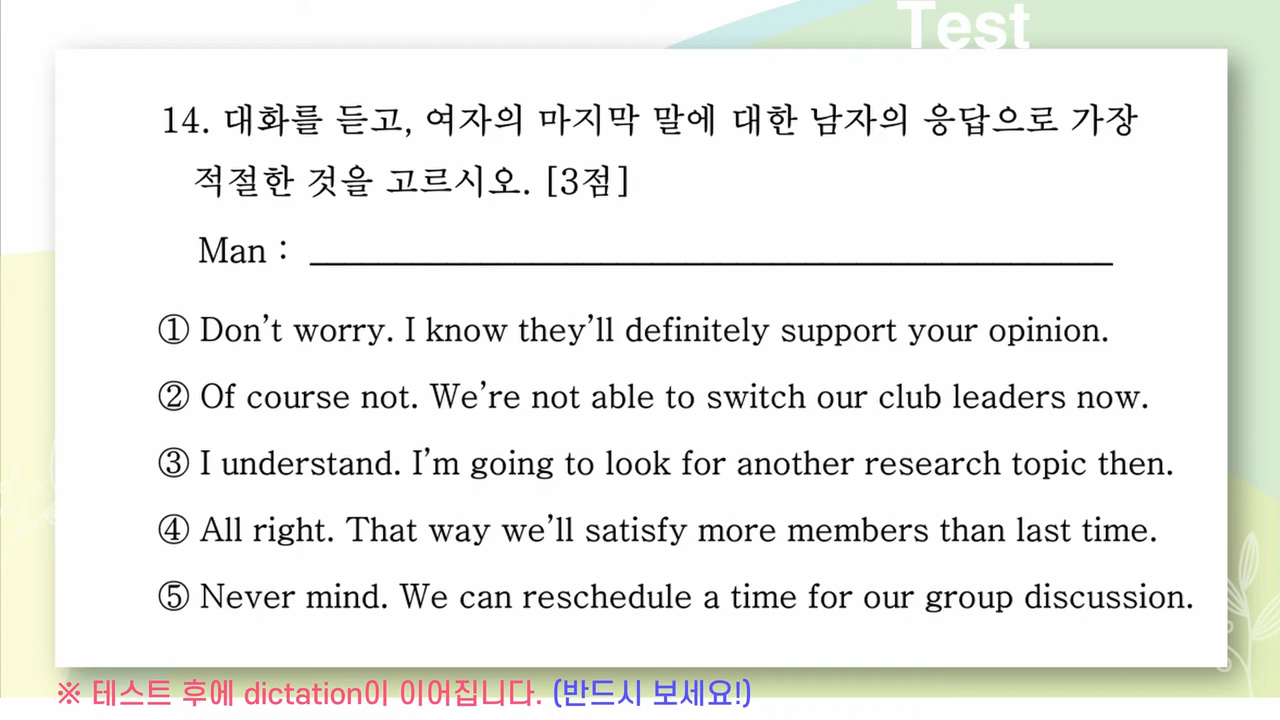 Test
14. 대화를 듣고, 여자의 마지막 말에 대한 남자의 응답으로 가장
적절한 것을 고르시오. [3점]
Man : ______________________________
① Don’t worry. I know they’ll definitely support your opinion.
② Of course not. We’re not able to switch our club leaders now.
③ I understand. I’m going to look for another research topic then.
④ All right. That way we’ll satisfy more members than last time.
⑤ Never mind. We can reschedule a time for our group discussion.
※ 테스트 후에 dictation이 이어집니다. (반드시 보세요!)